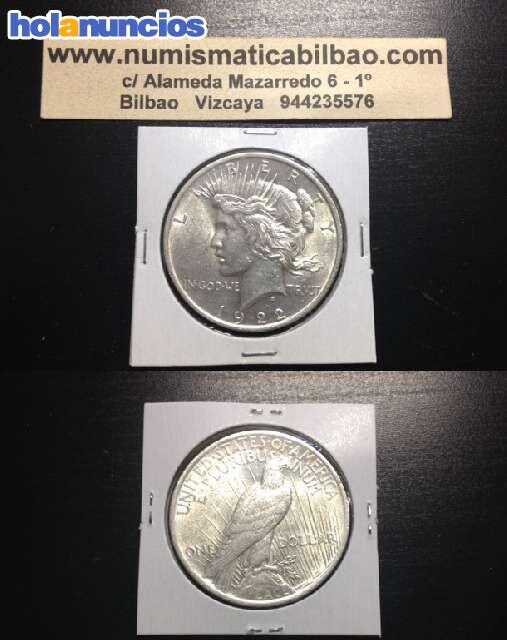 holanuncios
www.numismaticabilbao.com
c/ Alameda Mazarredo 6 - 1º
Bilbao Vizcaya 944235576
LIBERTY
IN GOD WE TRVST
1922
UNITED·STATES·OF·AMERICA
E·PLURIBUS·UNUM
ONE DOLLAR